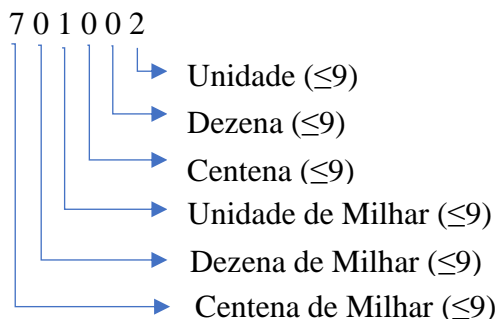 7 0 1 0 0 2
Unidade (≤9)
Dezena (≤9)
Centena (≤9)
Unidade de Milhar (≤9)
Dezena de Milhar (≤9)
Centena de Milhar (≤9)